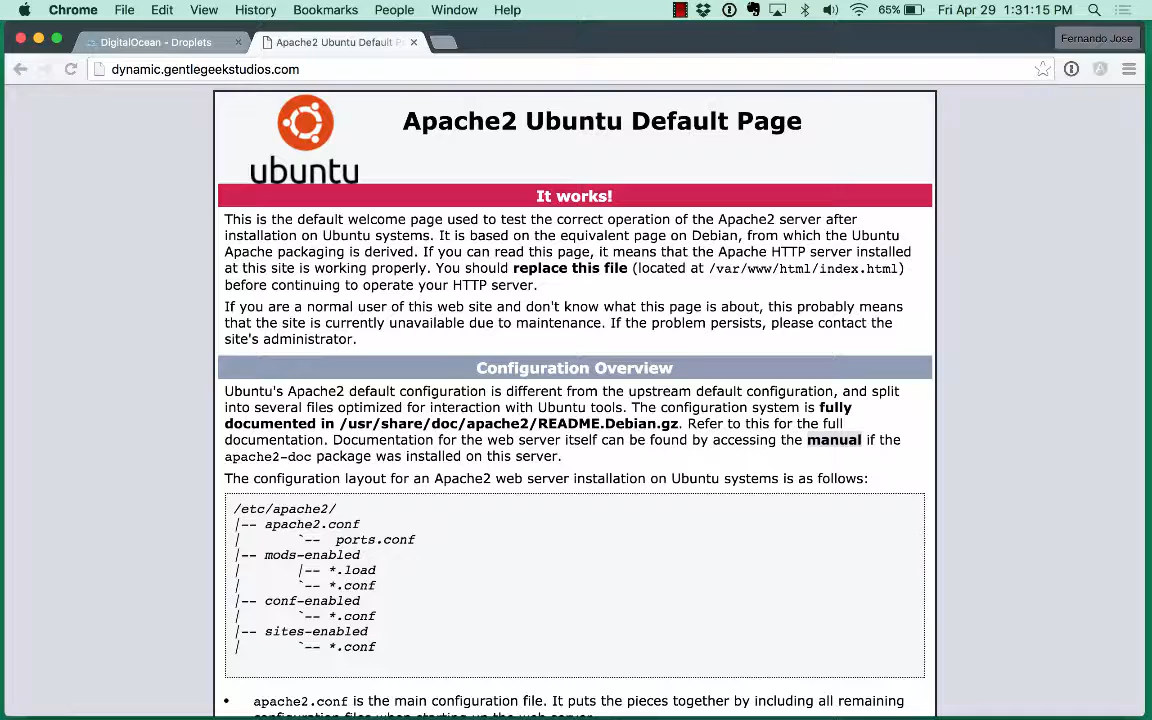 Chrome File Edit View History Bookmarks People Window Help 65% Fri Apr 29 1:31:15 PM
DigitalOcean - Droplets × Apache2 Ubuntu Default P × Fernando Jose
dynamic.gentlegeekstudios.com
ubuntu
Apache2 Ubuntu Default Page
It works!
This is the default welcome page used to test the correct operation of the Apache2 server after
installation on Ubuntu systems. It is based on the equivalent page on Debian, from which the Ubuntu
Apache packaging is derived. If you can read this page, it means that the Apache HTTP server installed
at this site is working properly. You should replace this file (located at /var/www/html/index.html)
before continuing to operate your HTTP server.
If you are a normal user of this web site and don't know what this page is about, this probably means
that the site is currently unavailable due to maintenance. If the problem persists, please contact the
site's administrator.
Configuration Overview
Ubuntu's Apache2 default configuration is different from the upstream default configuration, and split
into several files optimized for interaction with Ubuntu tools. The configuration system is fully
documented in /usr/share/doc/apache2/README.Debian.gz. Refer to this for the full
documentation. Documentation for the web server itself can be found by accessing the manual if the
apache2-doc package was installed on this server.
The configuration layout for an Apache2 web server installation on Ubuntu systems is as follows:
/etc/apache2/
|-- apache2.conf
|       `--  ports.conf
|-- mods-enabled
|       |-- *.load
|       `-- *.conf
|-- conf-enabled
|       `-- *.conf
|-- sites-enabled
|       `-- *.conf
• apache2.conf is the main configuration file. It puts the pieces together by including all remaining
configuration files when starting up the web server.